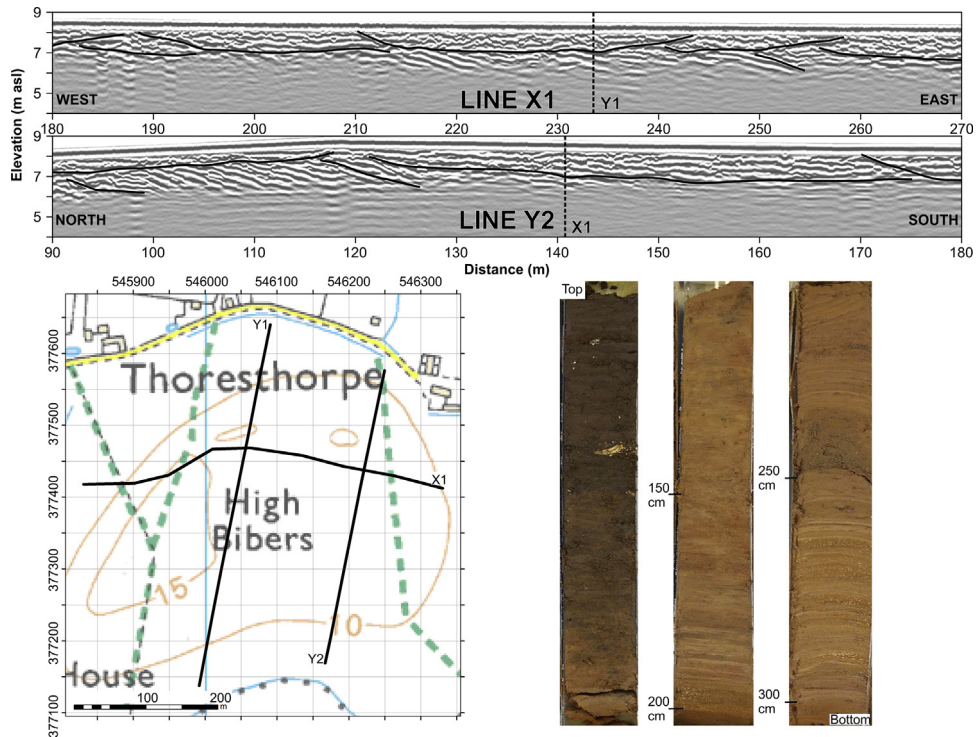 9
7
5
WEST
LINE X1
Y1
EAST
180 190 200 210 220 230 240 250 260 270
Elevation (m asl)
9
7
5
NORTH
LINE Y2
X1
SOUTH
90 100 110 120 130 140 150 160 170 180
Distance (m)
545900 546000 546100 546200 546300
377600
377500
377400
377300
377200
377100
Y1
Thoresthorpe
X1
High
Bibers
15
10
Y2
House
100 200
m
Top
150
cm
200
cm
250
cm
300
cm
Bottom